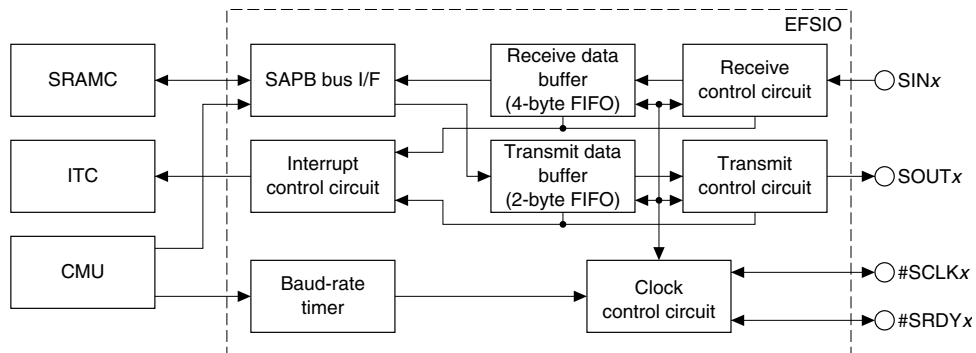 EFSIO
SRAMC
SAPB bus I/F
Receive data
buffer
(4-byte FIFO)
Receive
control circuit
SINx
ITC
Interrupt
control circuit
Transmit data
buffer
(2-byte FIFO)
Transmit
control circuit
SOUTx
CMU
Baud-rate
timer
Clock
control circuit
#SCLKx
#SRDYx